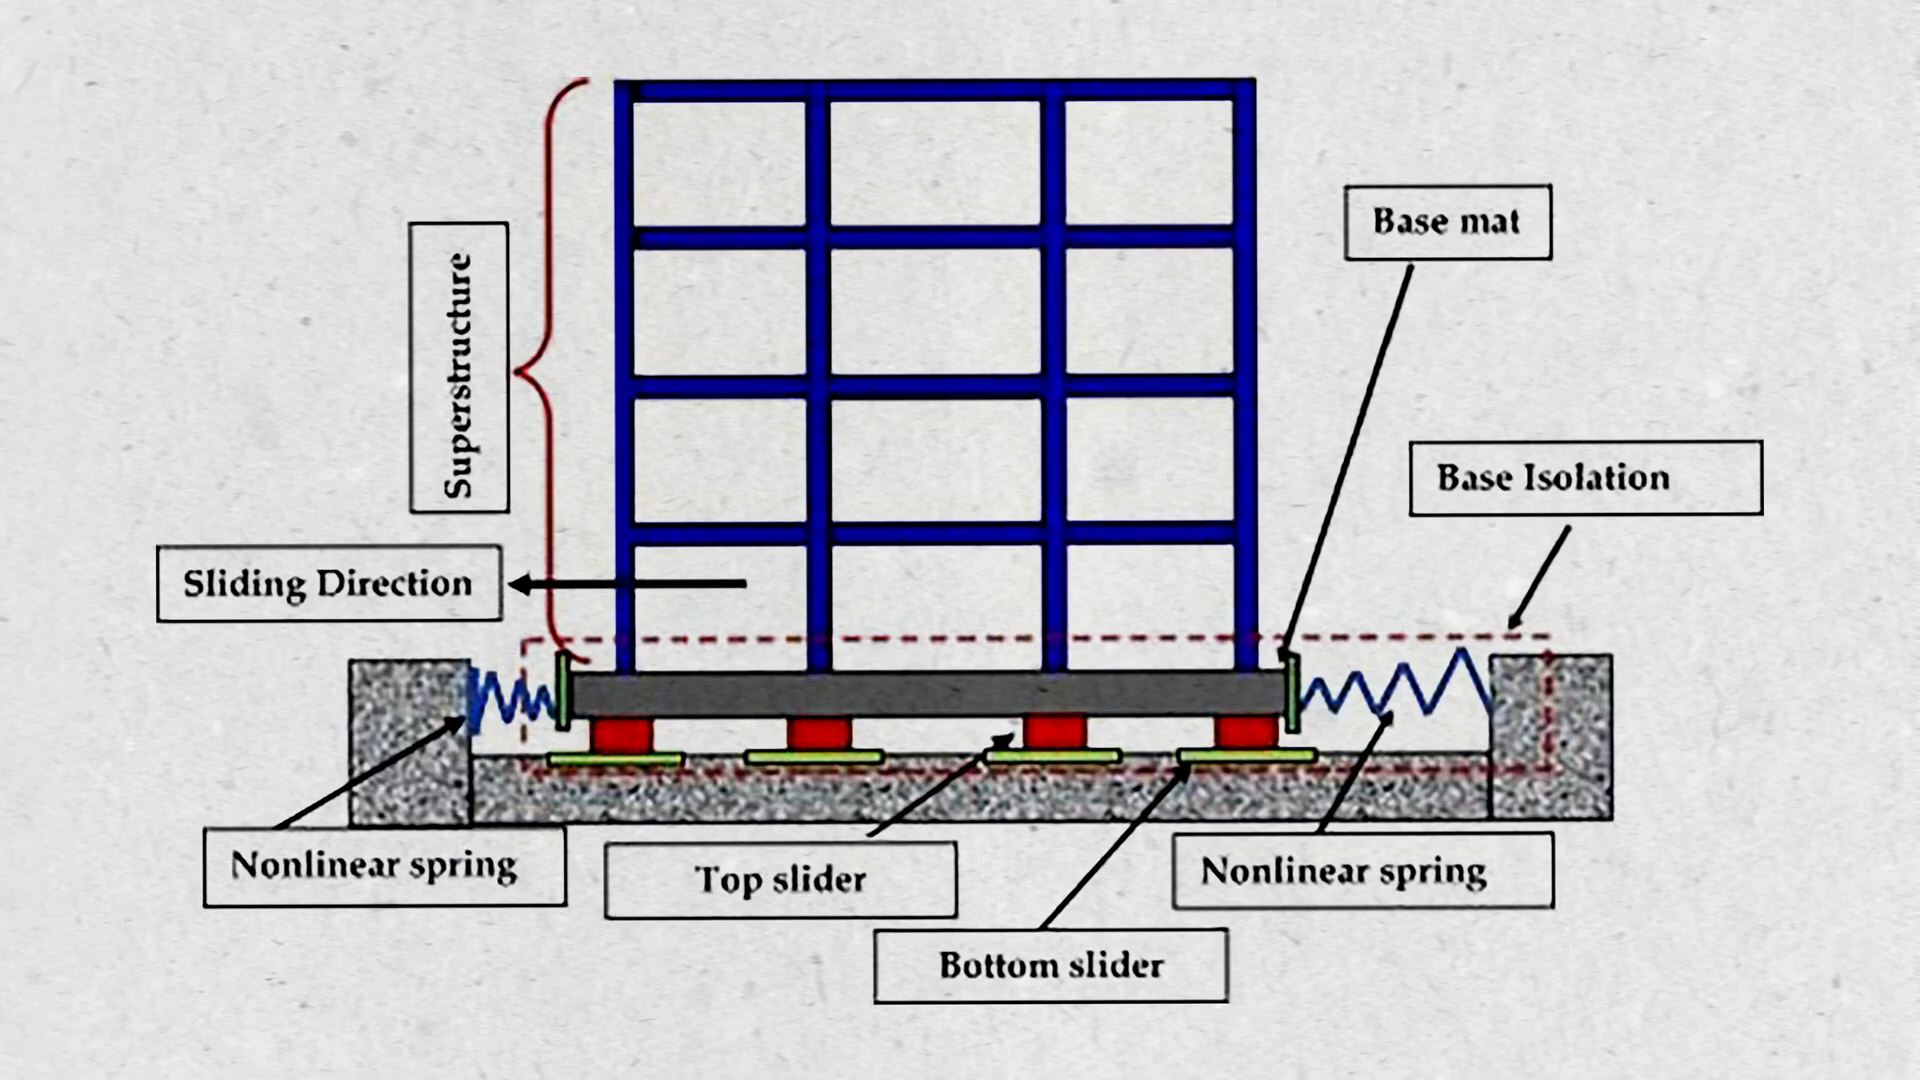 Superstructure
Base mat
Base Isolation
Sliding Direction
Nonlinear spring
Top slider
Nonlinear spring
Bottom slider